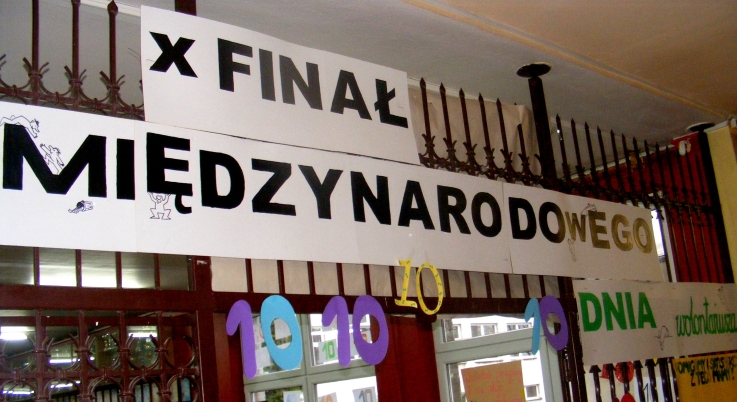 X FINAŁ
MIĘDZYNARODOWEGO
DNIA wolontariusza
10 10 10 10